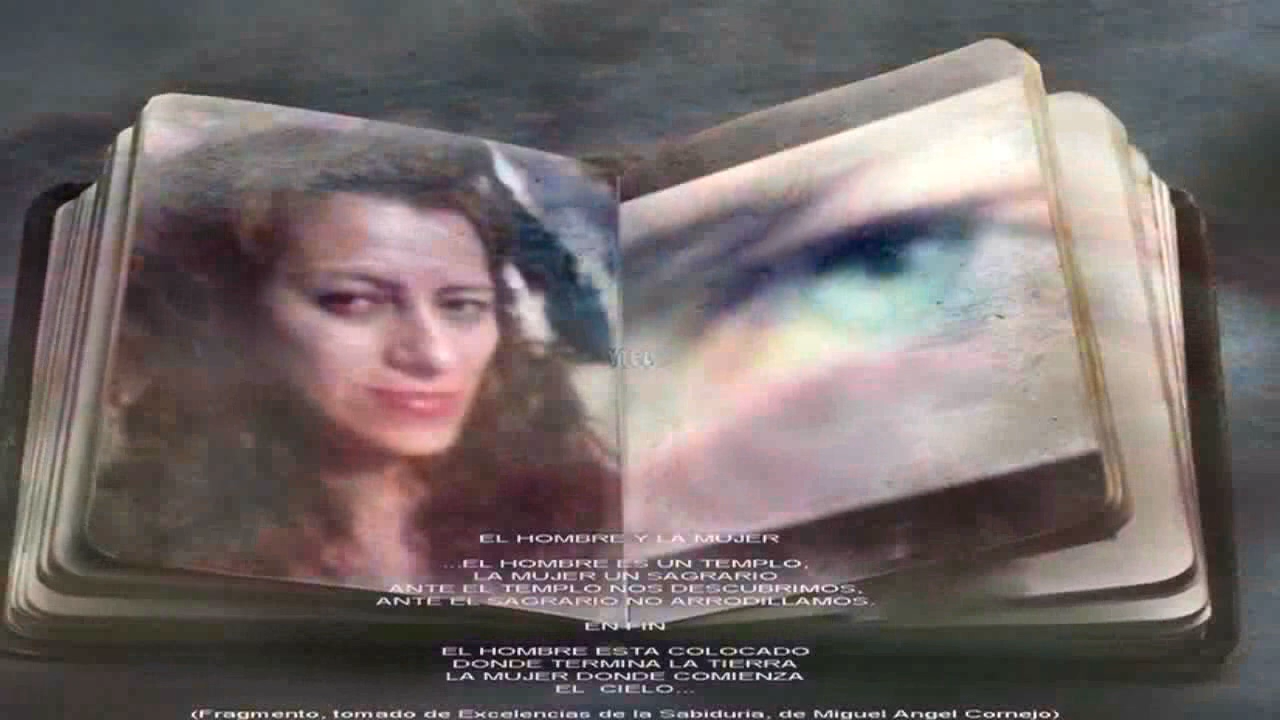 EL HOMBRE Y LA MUJER
...EL HOMBRE ES UN TEMPLO,
LA MUJER UN SAGRARIO
ANTE EL TEMPLO NOS DESCUBRIMOS,
ANTE EL SAGRARIO NO ARRODILLAMOS.
EN FIN
EL HOMBRE ESTA COLOCADO
DONDE TERMINA LA TIERRA
LA MUJER DONDE COMIENZA
EL CIELO...
(Fragmento, tomado de Excelencias de la Sabiduria, de Miguel Angel Cornejo)